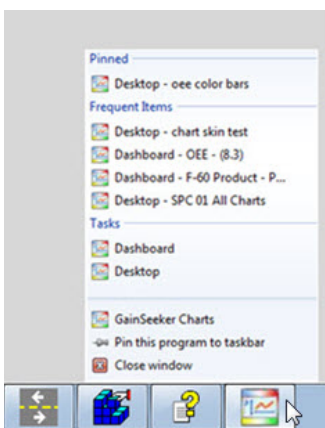 Pinned
Desktop - oee color bars
Frequent Items
Desktop - chart skin test
Dashboard - OEE - (8.3)
Dashboard - F-60 Product - P...
Desktop - SPC 01 All Charts
Tasks
Dashboard
Desktop
GainSeeker Charts
Pin this program to taskbar
Close window